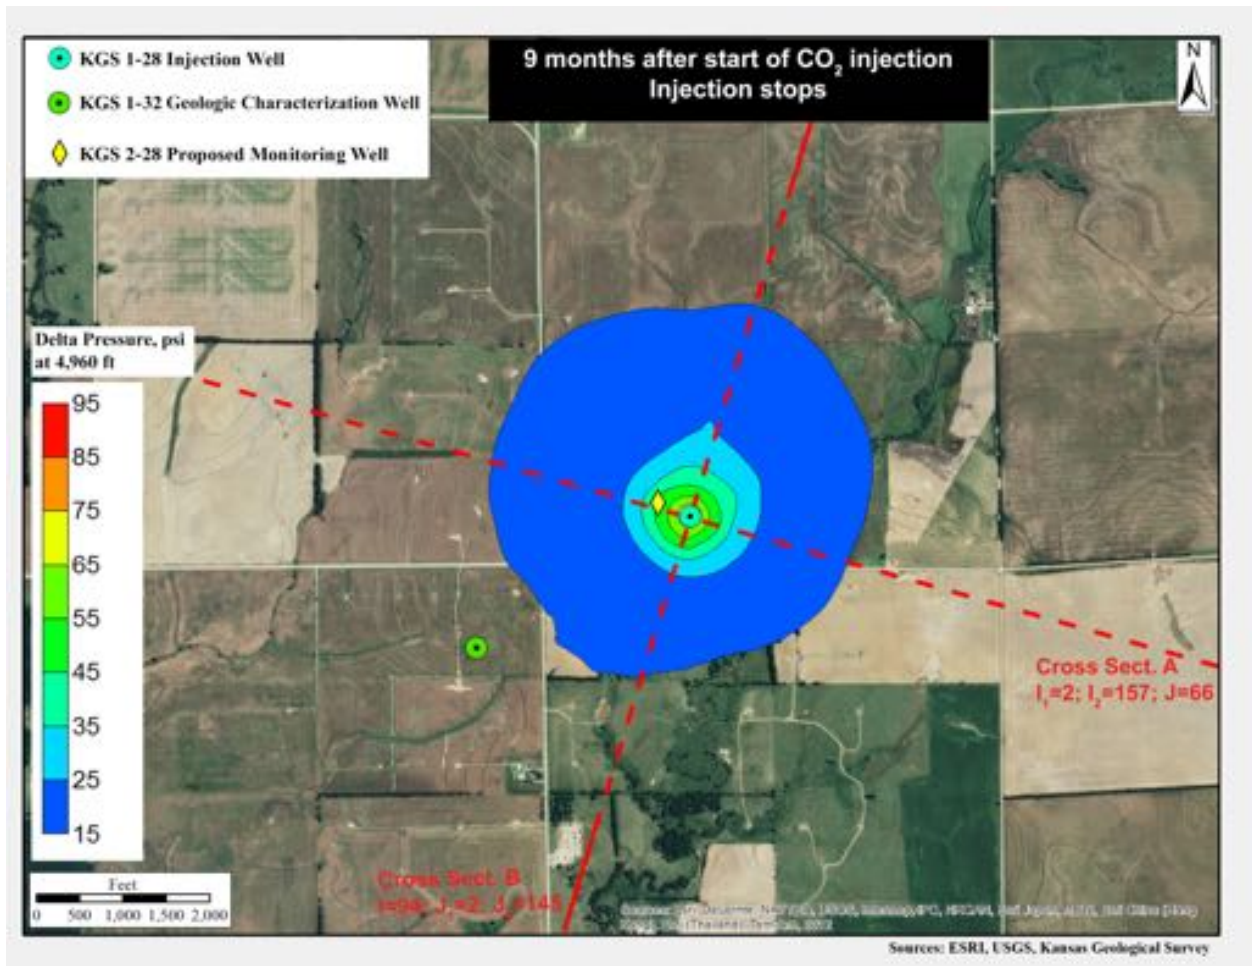 KGS 1-28 Injection Well
KGS 1-32 Geologic Characterization Well
KGS 2-28 Proposed Monitoring Well
9 months after start of CO₂ injection
Injection stops
N
Delta Pressure, psi
at 4,960 ft
95
85
75
65
55
45
35
25
15
Cross Sect. A
I₁=2; I₂=157; J=66
Cross Sect. B
Feet
0 500 1,000 1,500 2,000
Sources: ESRI, USGS, Kansas Geological Survey